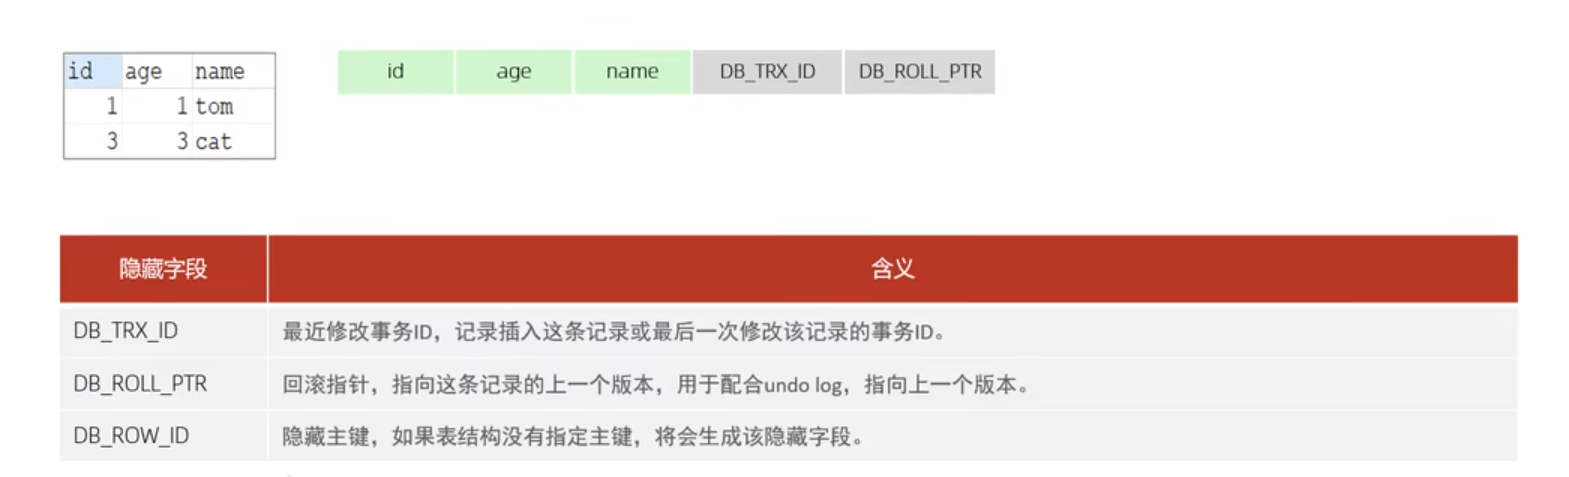 id age name
1 1 tom
3 3 cat
id age name DB_TRX_ID DB_ROLL_PTR
隐藏字段 含义
DB_TRX_ID 最近修改事务ID，记录插入这条记录或最后一次修改该记录的事务ID。
DB_ROLL_PTR 回滚指针，指向这条记录的上一个版本，用于配合undo log，指向上一个版本。
DB_ROW_ID 隐藏主键，如果表结构没有指定主键，将会生成该隐藏字段。